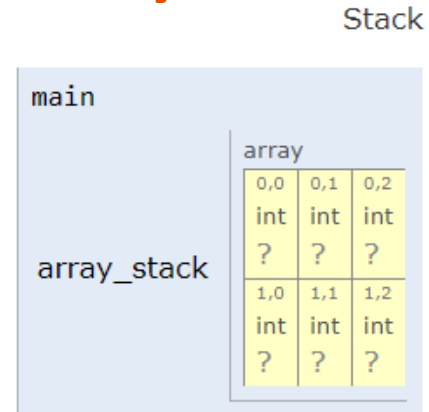 Stack
main
array
0,0 0,1 0,2
int int int
? ? ?
array_stack
1,0 1,1 1,2
int int int
? ? ?